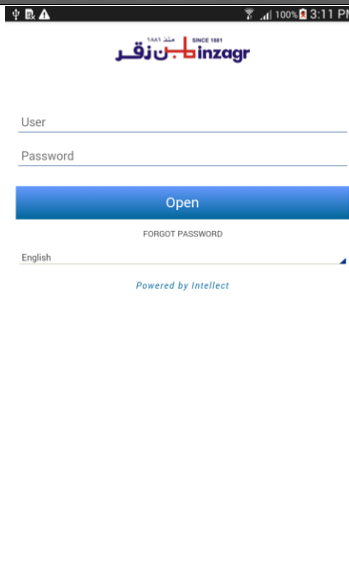 100% 3:11 PM
منذ ١٨٨١ SINCE 1881
بن زقر binzagr
User
Password
Open
FORGOT PASSWORD
English
Powered by Intellect